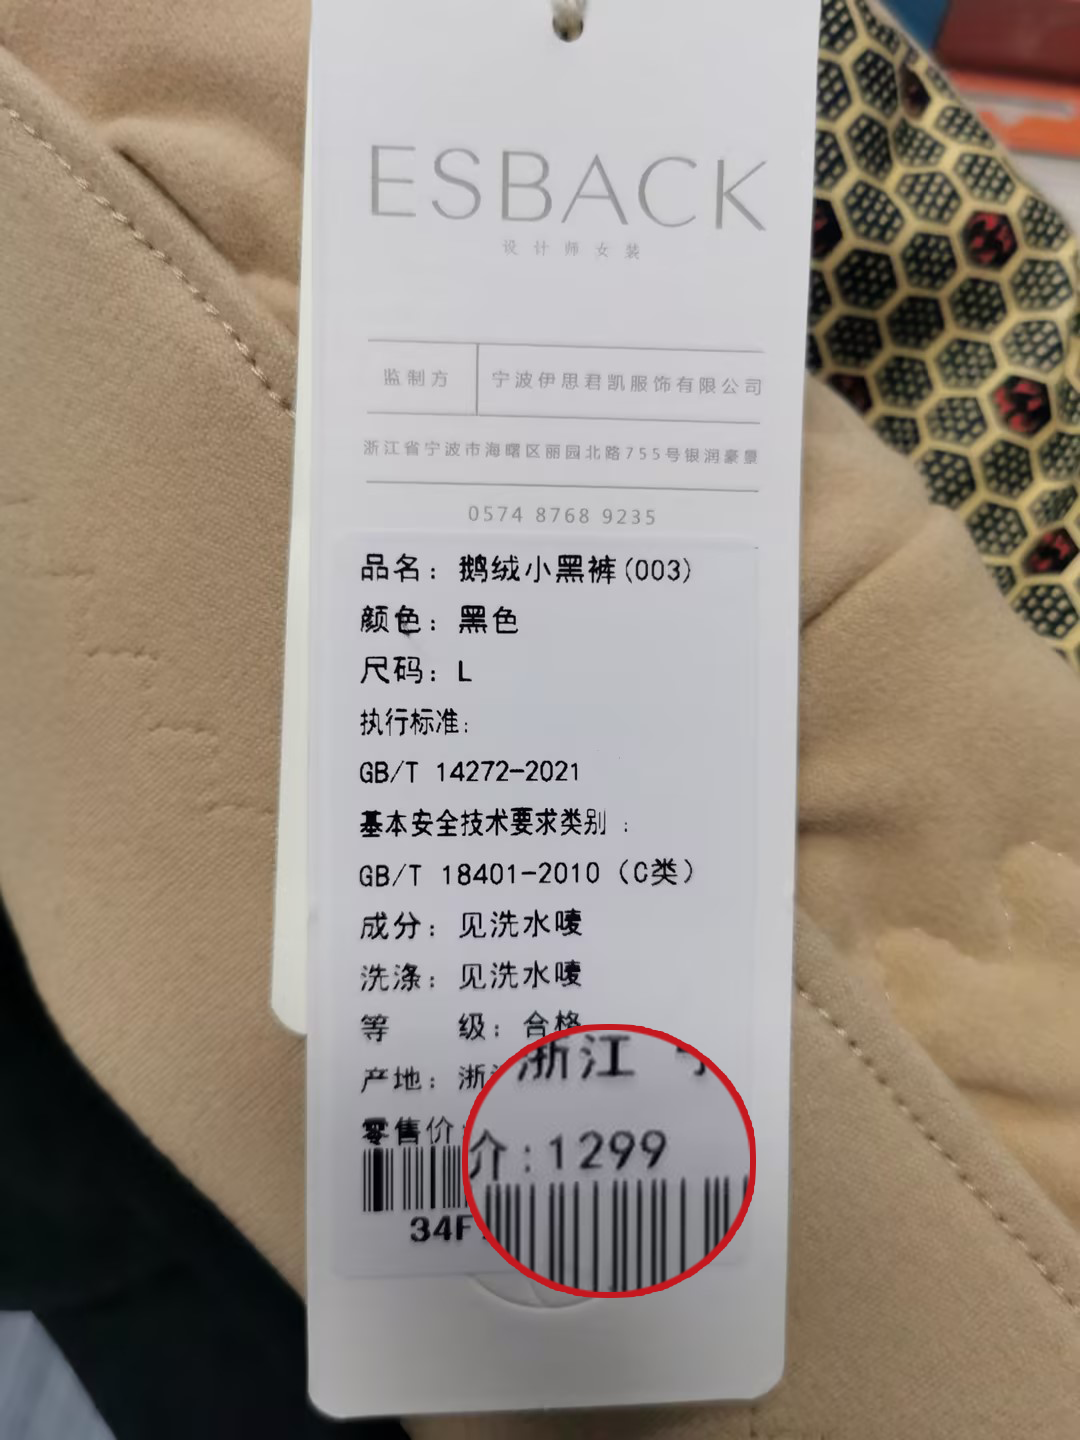 ESBACK
设计师女装
监制方 宁波伊思君凯服饰有限公司
浙江省宁波市海曙区丽园北路755号银润豪景
0574 8768 9235
品名：鹅绒小黑裤(003)
颜色：黑色
尺码：L
执行标准：
GB/T 14272-2021
基本安全技术要求类别：
GB/T 18401-2010（C类）
成分：见洗水唛
洗涤：见洗水唛
等 级：合格
产地：浙
浙江
零售价
价：1299
34F